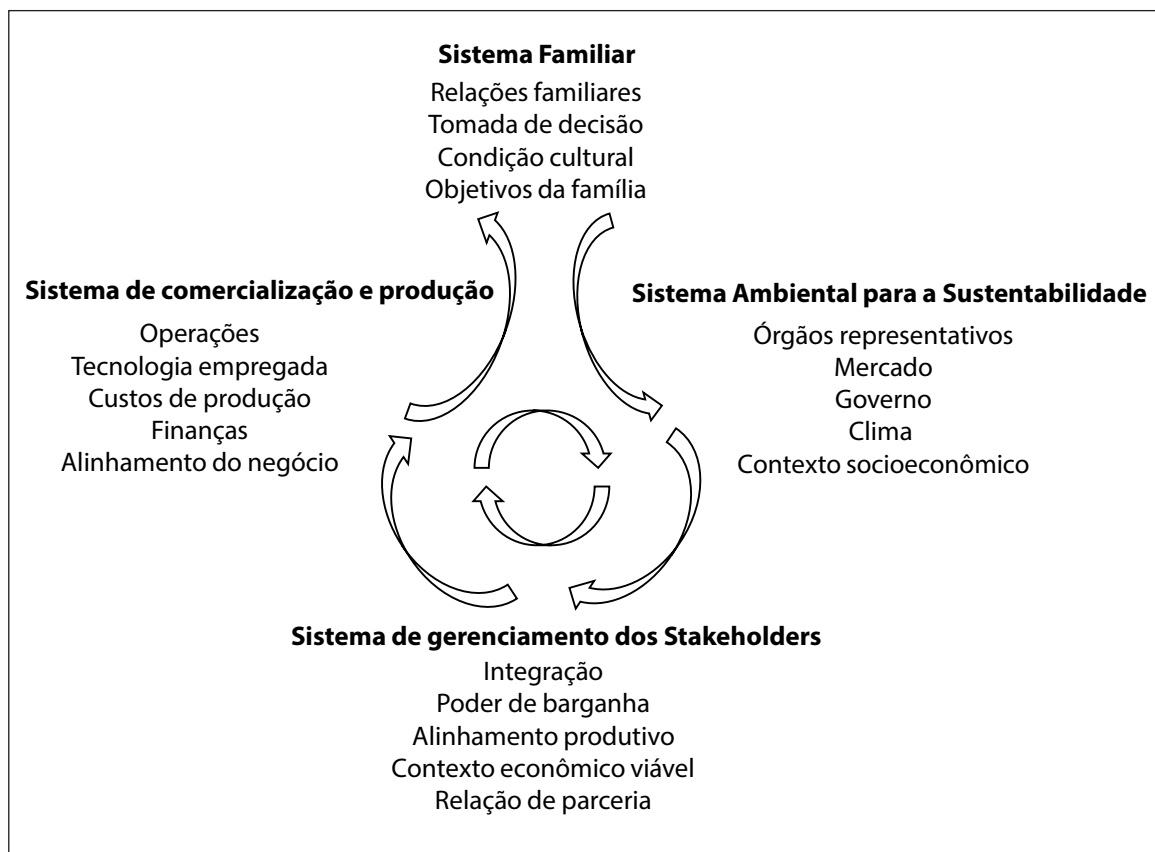 Sistema Familiar
Relações familiares
Tomada de decisão
Condição cultural
Objetivos da família
Sistema de comercialização e produção
Operações
Tecnologia empregada
Custos de produção
Finanças
Alinhamento do negócio
Sistema Ambiental para a Sustentabilidade
Órgãos representativos
Mercado
Governo
Clima
Contexto socioeconômico
Sistema de gerenciamento dos Stakeholders
Integração
Poder de barganha
Alinhamento produtivo
Contexto econômico viável
Relação de parceria